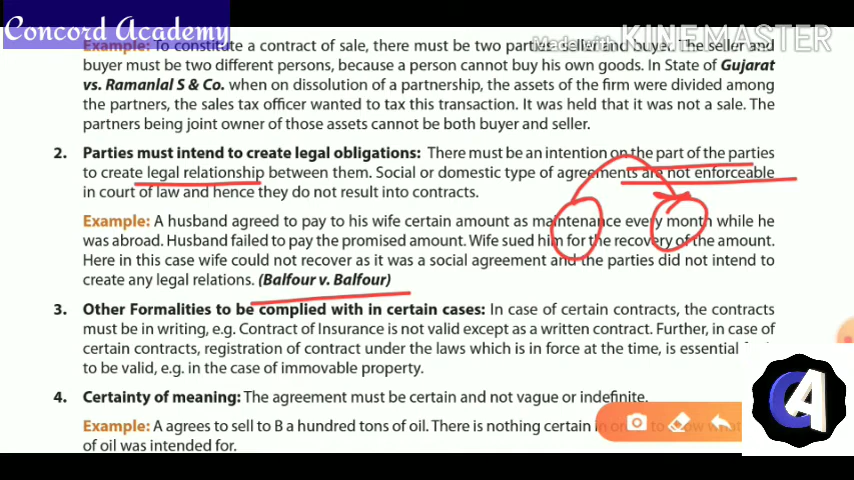 Concord Academy
Made with KINEMASTER
Example: To constitute a contract of sale, there must be two parties- seller and buyer. The seller and
buyer must be two different persons, because a person cannot buy his own goods. In State of Gujarat
vs. Ramanlal S & Co. when on dissolution of a partnership, the assets of the firm were divided among
the partners, the sales tax officer wanted to tax this transaction. It was held that it was not a sale. The
partners being joint owner of those assets cannot be both buyer and seller.
2. Parties must intend to create legal obligations: There must be an intention on the part of the parties
to create legal relationship between them. Social or domestic type of agreements are not enforceable
in court of law and hence they do not result into contracts.
Example: A husband agreed to pay to his wife certain amount as maintenance every month while he
was abroad. Husband failed to pay the promised amount. Wife sued him for the recovery of the amount.
Here in this case wife could not recover as it was a social agreement and the parties did not intend to
create any legal relations. (Balfour v. Balfour)
3. Other Formalities to be complied with in certain cases: In case of certain contracts, the contracts
must be in writing, e.g. Contract of Insurance is not valid except as a written contract. Further, in case of
certain contracts, registration of contract under the laws which is in force at the time, is essential
to be valid, e.g. in the case of immovable property.
4. Certainty of meaning: The agreement must be certain and not vague or indefinite.
Example: A agrees to sell to B a hundred tons of oil. There is nothing certain in
of oil was intended for.
CA